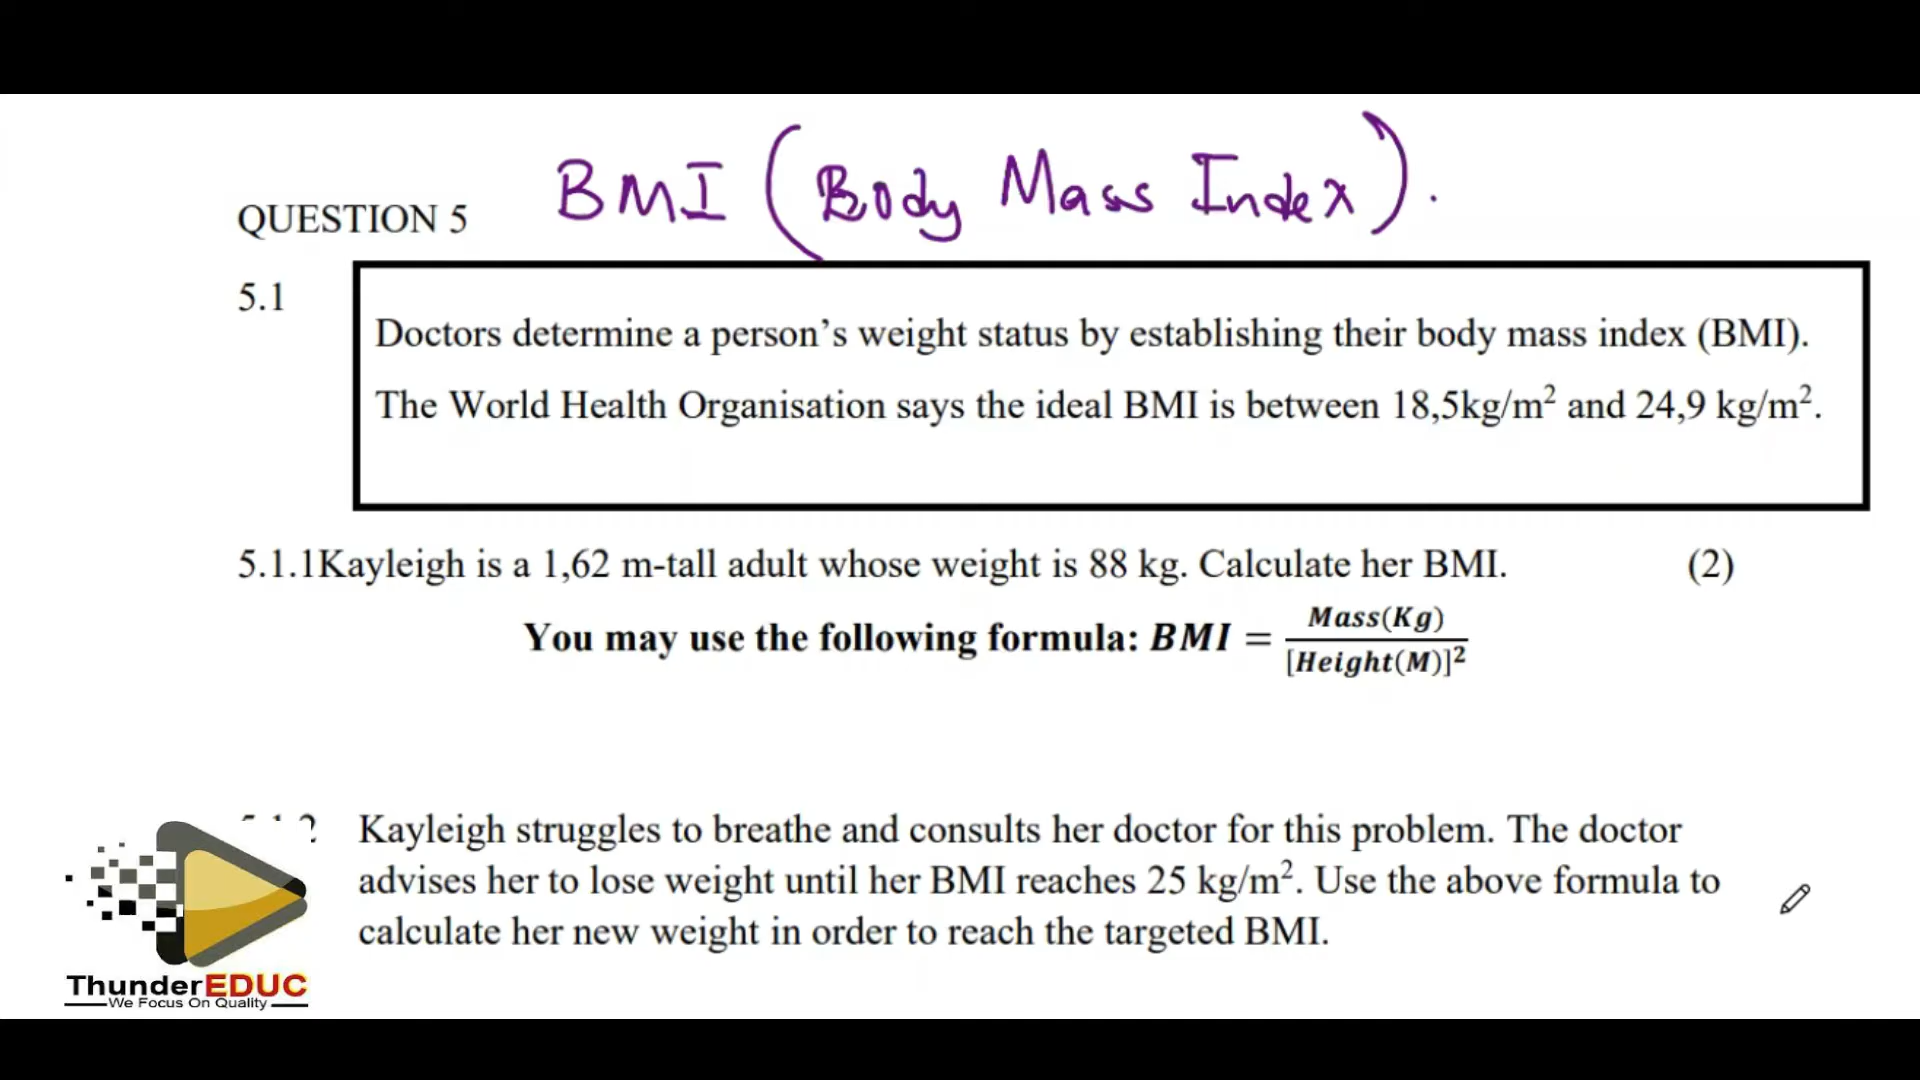 BMI (Body Mass Index).
QUESTION 5
5.1
Doctors determine a person’s weight status by establishing their body mass index (BMI).
The World Health Organisation says the ideal BMI is between 18,5kg/m² and 24,9 kg/m².
5.1.1Kayleigh is a 1,62 m-tall adult whose weight is 88 kg. Calculate her BMI. (2)
You may use the following formula: BMI = Mass(Kg) / [Height(M)]²
Kayleigh struggles to breathe and consults her doctor for this problem. The doctor
advises her to lose weight until her BMI reaches 25 kg/m². Use the above formula to
calculate her new weight in order to reach the targeted BMI.
ThunderEDUC
We Focus On Quality